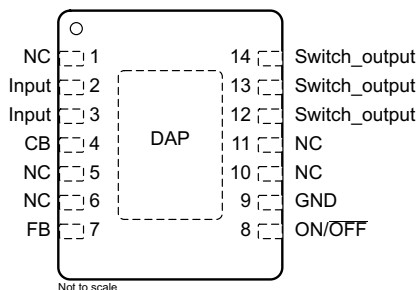 NC 1
Input 2
Input 3
CB 4
NC 5
NC 6
FB 7
DAP
14 Switch_output
13 Switch_output
12 Switch_output
11 NC
10 NC
9 GND
8 ON/OFF
Not to scale